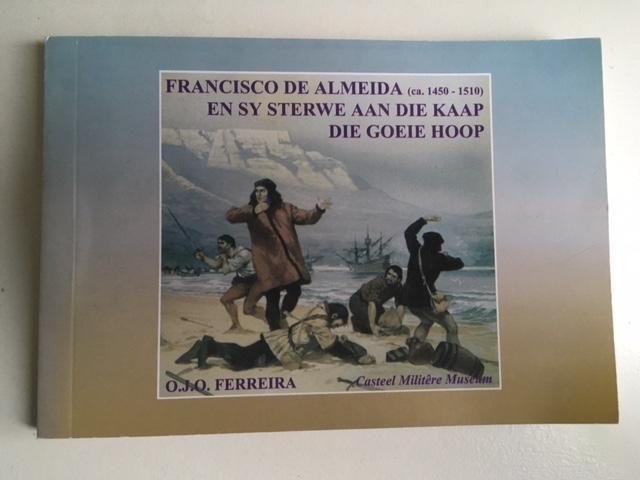 FRANCISCO DE ALMEIDA (ca. 1450 - 1510)
EN SY STERWE AAN DIE KAAP
DIE GOEIE HOOP
O.J.O. FERREIRA
Casteel Militêre Museum